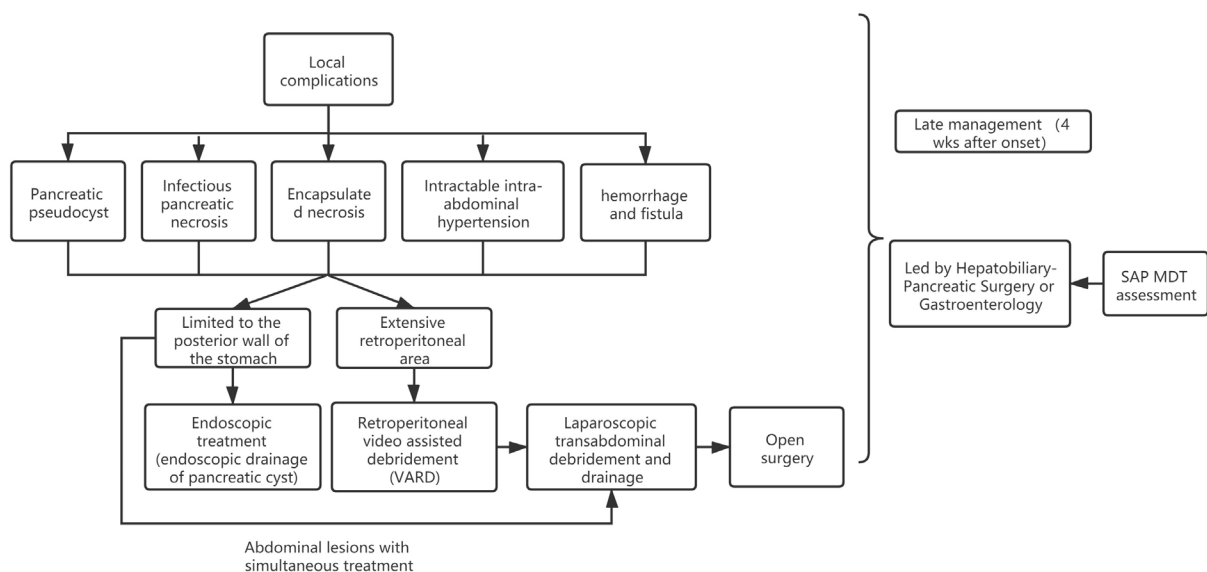 Local
complications
Pancreatic
pseudocyst
Infectious
pancreatic
necrosis
Encapsulate
d necrosis
Intractable intra-
abdominal
hypertension
hemorrhage
and fistula
Limited to the
posterior wall of
the stomach
Extensive
retroperitoneal
area
Endoscopic
treatment
(endoscopic drainage
of pancreatic cyst)
Retroperitoneal
video assisted
debridement
(VARD)
Laparoscopic
transabdominal
debridement and
drainage
Open
surgery
Abdominal lesions with
simultaneous treatment
Late management （4
wks after onset）
Led by Hepatobiliary-
Pancreatic Surgery or
Gastroenterology
SAP MDT
assessment